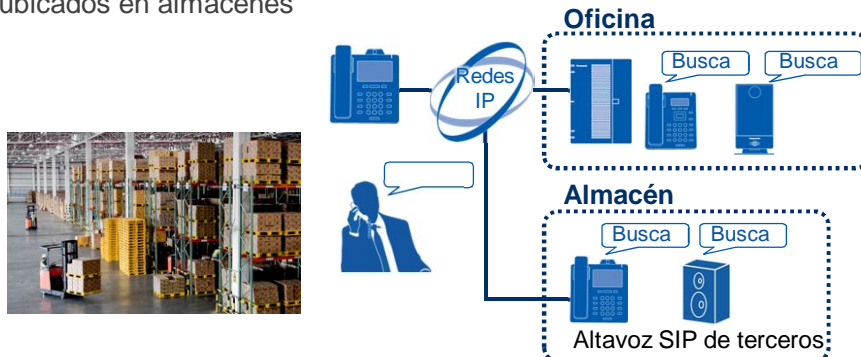 ubicados en almacenes
Oficina
Busca
Busca
Redes
IP
Almacén
Busca
Busca
Altavoz SIP de terceros